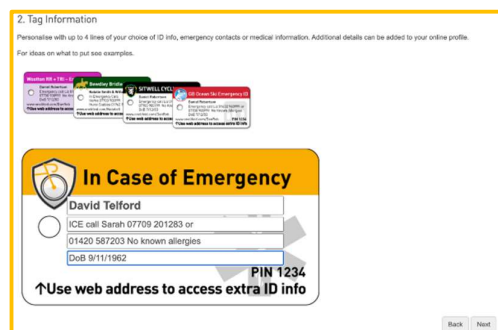 2. Tag Information
Personalise with up to 4 lines of your choice of ID info, emergency contacts or medical information. Additional details can be added to your online profile.
For ideas on what to put see examples.
In Case of Emergency
David Telford
ICE call Sarah 07709 201283 or
01420 587203 No known allergies
DoB 9/11/1962
PIN 1234
↑Use web address to access extra ID info
Back Next